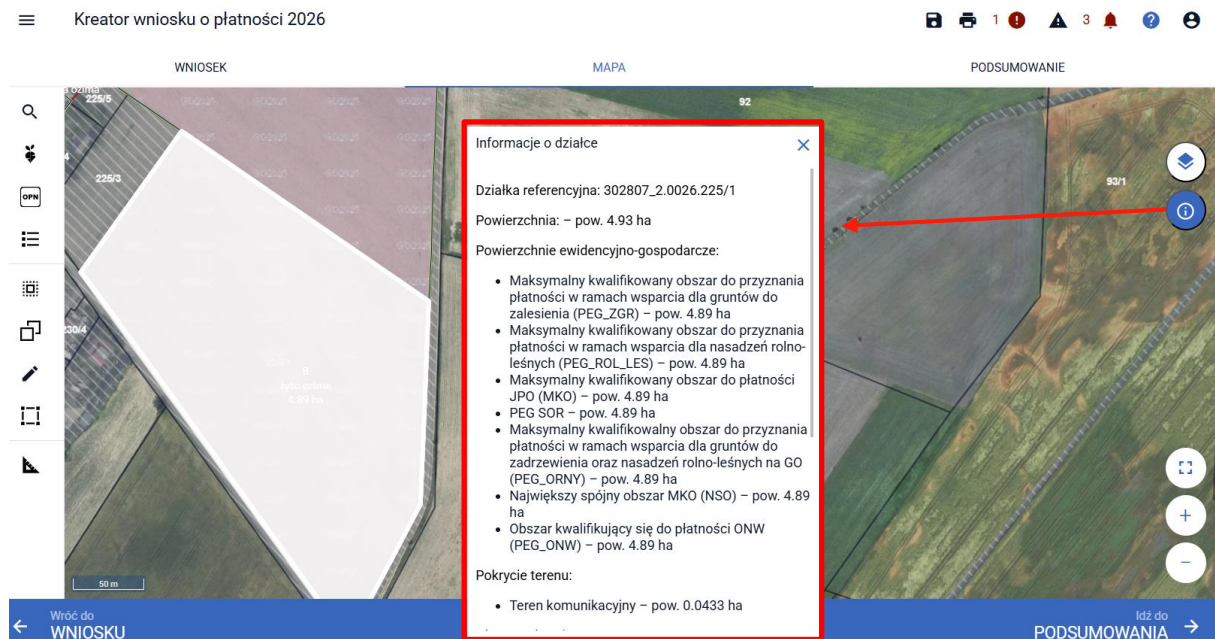 Kreator wniosku o płatności 2026
1
3
WNIOSEK
MAPA
PODSUMOWANIE
ozima
225/5
92
225/3
93/1
OPN
230/4
B
żyto ozime
4.89 ha
50 m
Informacje o działce
Działka referencyjna: 302807_2.0026.225/1
Powierzchnia: – pow. 4.93 ha
Powierzchnie ewidencyjno-gospodarcze:
• Maksymalny kwalifikowany obszar do przyznania
płatności w ramach wsparcia dla gruntów do
zalesienia (PEG_ZGR) – pow. 4.89 ha
• Maksymalny kwalifikowany obszar do przyznania
płatności w ramach wsparcia dla nasadzeń rolno-
leśnych (PEG_ROL_LES) – pow. 4.89 ha
• Maksymalny kwalifikowany obszar do płatności
JPO (MKO) – pow. 4.89 ha
• PEG SOR – pow. 4.89 ha
• Maksymalny kwalifikowalny obszar do przyznania
płatności w ramach wsparcia dla gruntów do
zadrzewienia oraz nasadzeń rolno-leśnych na GO
(PEG_ORNY) – pow. 4.89 ha
• Największy spójny obszar MKO (NSO) – pow. 4.89
ha
• Obszar kwalifikujący się do płatności ONW
(PEG_ONW) – pow. 4.89 ha
Pokrycie terenu:
• Teren komunikacyjny – pow. 0.0433 ha
Wróć do
WNIOSKU
Idź do
PODSUMOWANIA